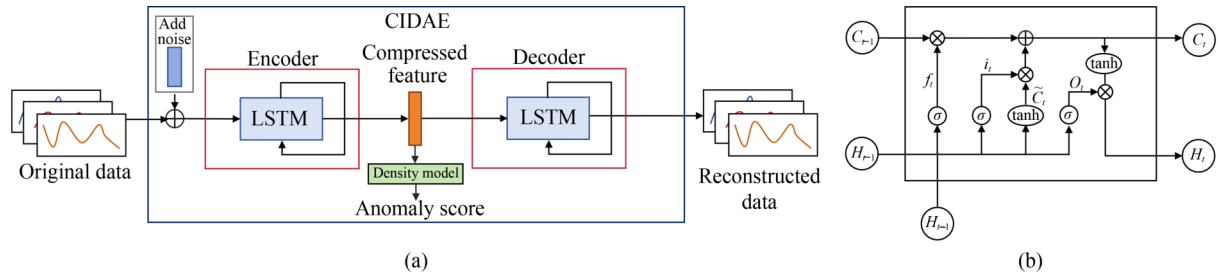 Add
noise
CIDAE
Encoder
Compressed
feature
Decoder
LSTM
LSTM
Original data
Density model
Anomaly score
Reconstructed
data
(a)
C_{t-1}
C_t
tanh
f_t
i_t
C̃_t
O_t
σ
σ
tanh
σ
H_{t-1}
H_t
H_{t-1}
(b)